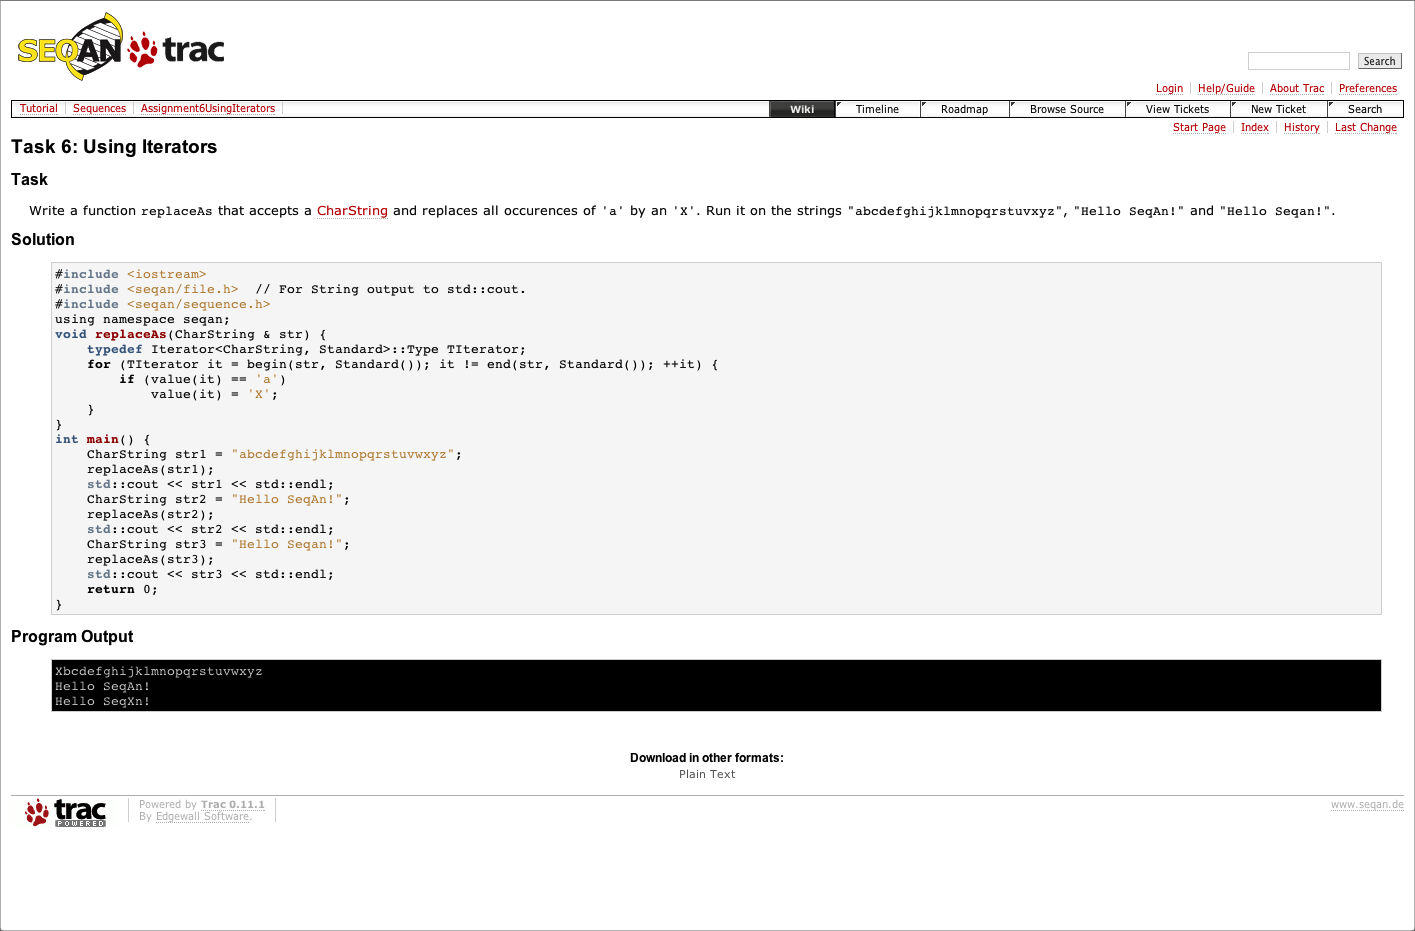 SEQAN trac
Search
Login Help/Guide About Trac Preferences
Tutorial Sequences Assignment6UsingIterators Wiki Timeline Roadmap Browse Source View Tickets New Ticket Search
Start Page Index History Last Change
Task 6: Using Iterators
Task
Write a function replaceAs that accepts a CharString and replaces all occurences of 'a' by an 'X'. Run it on the strings "abcdefghijklmnopqrstuvxyz", "Hello SeqAn!" and "Hello Seqan!".
Solution
#include <iostream>
#include <seqan/file.h>  // For String output to std::cout.
#include <seqan/sequence.h>
using namespace seqan;
void replaceAs(CharString & str) {
    typedef Iterator<CharString, Standard>::Type TIterator;
    for (TIterator it = begin(str, Standard()); it != end(str, Standard()); ++it) {
        if (value(it) == 'a')
            value(it) = 'X';
    }
}
int main() {
    CharString str1 = "abcdefghijklmnopqrstuvwxyz";
    replaceAs(str1);
    std::cout << str1 << std::endl;
    CharString str2 = "Hello SeqAn!";
    replaceAs(str2);
    std::cout << str2 << std::endl;
    CharString str3 = "Hello Seqan!";
    replaceAs(str3);
    std::cout << str3 << std::endl;
    return 0;
}
Program Output
Xbcdefghijklmnopqrstuvwxyz
Hello SeqAn!
Hello SeqXn!
Download in other formats:
Plain Text
trac POWERED
Powered by Trac 0.11.1
By Edgewall Software.
www.seqan.de